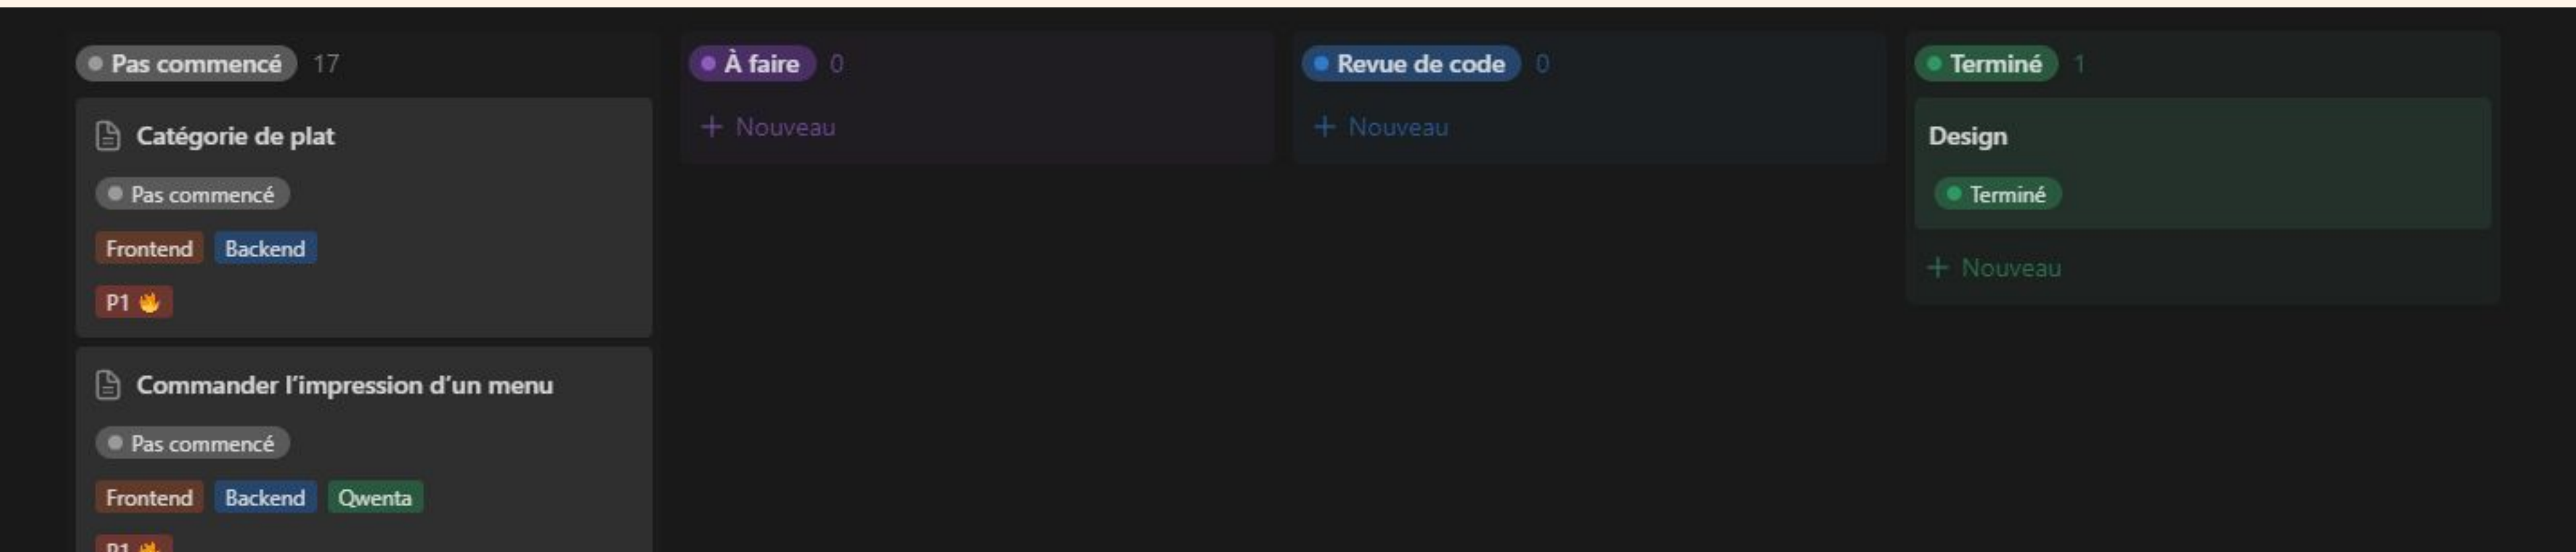 Pas commencé 17
Catégorie de plat
Pas commencé
Frontend Backend
P1 🔥
Commander l’impression d’un menu
Pas commencé
Frontend Backend Qwenta
P1 🔥
À faire 0
+ Nouveau
Revue de code 0
+ Nouveau
Terminé 1
Design
Terminé
+ Nouveau